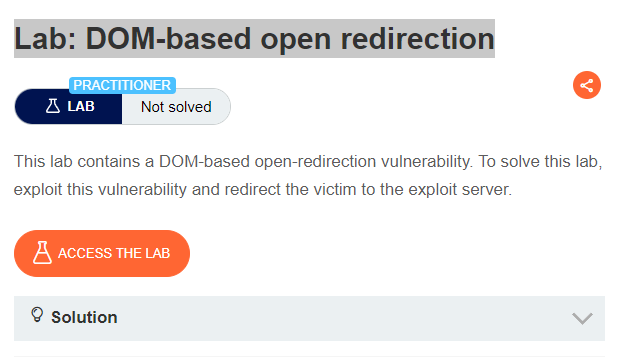 Lab: DOM-based open redirection
PRACTITIONER
LAB Not solved
This lab contains a DOM-based open-redirection vulnerability. To solve this lab,
exploit this vulnerability and redirect the victim to the exploit server.
ACCESS THE LAB
Solution